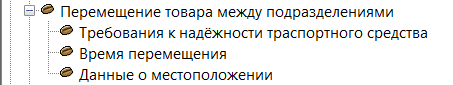 Перемещение товара между подразделениями
Требования к надёжности траспортного средства
Время перемещения
Данные о местоположении